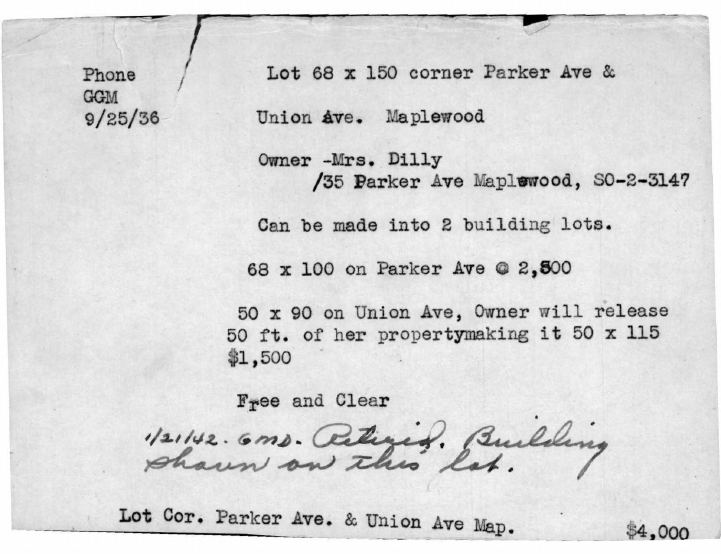 Phone
GGM
9/25/36
Lot 68 x 150 corner Parker Ave &
Union Ave. Maplewood
Owner -Mrs. Dilly
/35 Parker Ave Maplewood, SO-2-3147
Can be made into 2 building lots.
68 x 100 on Parker Ave @ 2,500
50 x 90 on Union Ave, Owner will release
50 ft. of her propertymaking it 50 x 115
$1,500
Free and Clear
1/21/42. GMD. Retired. Building
shown on this lot.
Lot Cor. Parker Ave. & Union Ave Map. $4,000